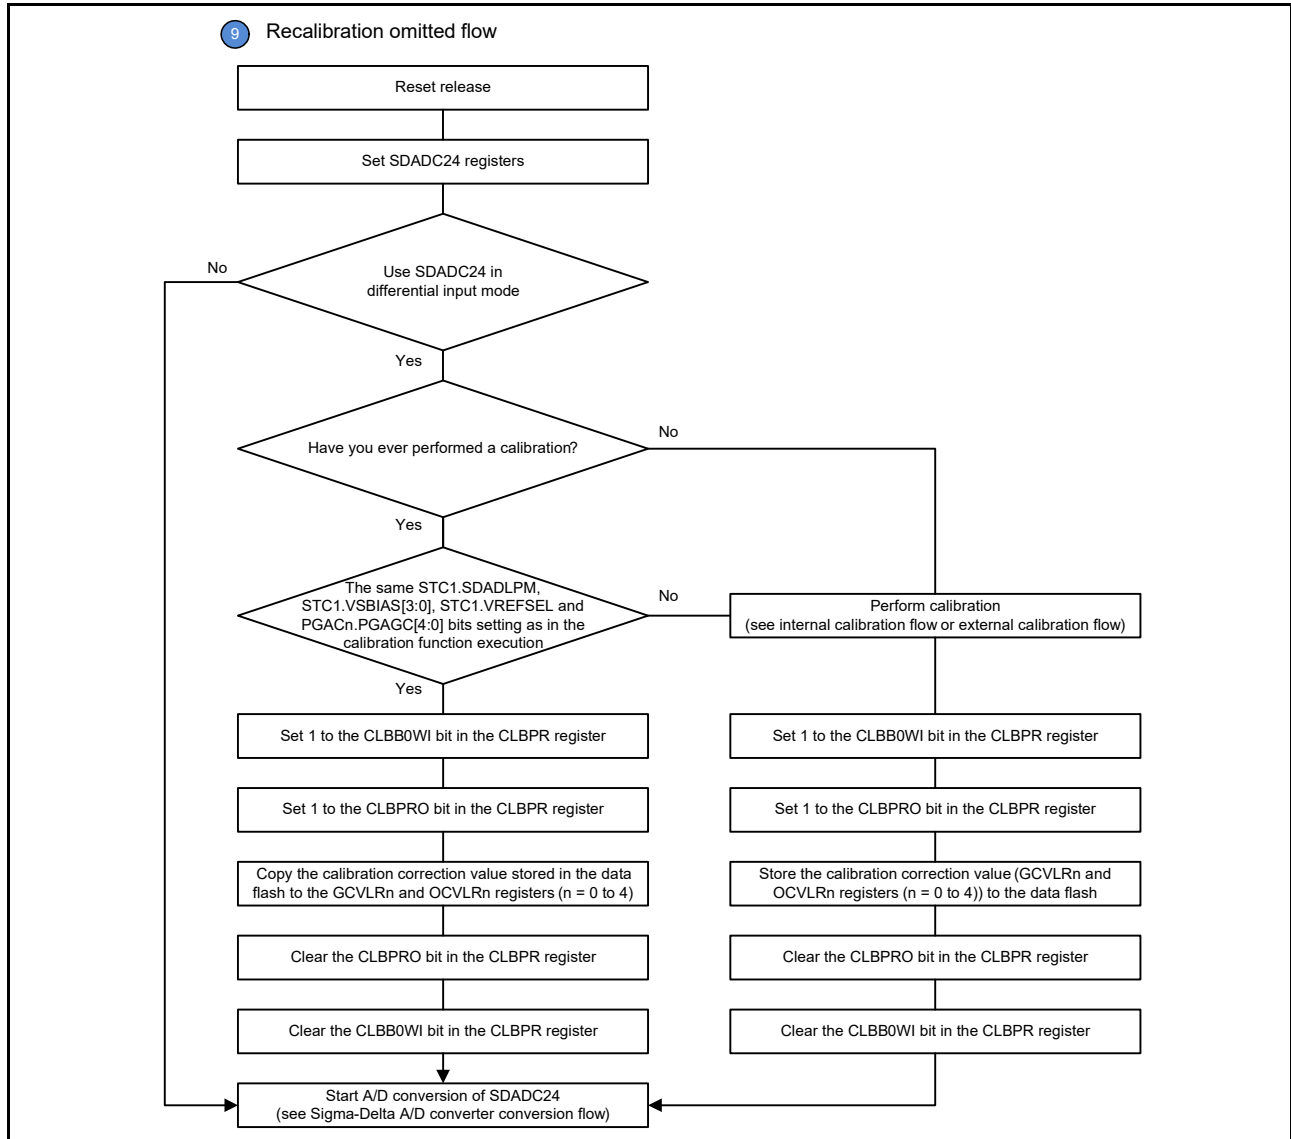 9 Recalibration omitted flow
Reset release
Set SDADC24 registers
Use SDADC24 in
differential input mode
No
Yes
Have you ever performed a calibration?
No
Yes
The same STC1.SDADLPM,
STC1.VSBIAS[3:0], STC1.VREFSEL and
PGACn.PGAGC[4:0] bits setting as in the
calibration function execution
No
Yes
Perform calibration
(see internal calibration flow or external calibration flow)
Set 1 to the CLBB0WI bit in the CLBPR register
Set 1 to the CLBPRO bit in the CLBPR register
Copy the calibration correction value stored in the data
flash to the GCVLRn and OCVLRn registers (n = 0 to 4)
Clear the CLBPRO bit in the CLBPR register
Clear the CLBB0WI bit in the CLBPR register
Set 1 to the CLBB0WI bit in the CLBPR register
Set 1 to the CLBPRO bit in the CLBPR register
Store the calibration correction value (GCVLRn and
OCVLRn registers (n = 0 to 4)) to the data flash
Clear the CLBPRO bit in the CLBPR register
Clear the CLBB0WI bit in the CLBPR register
Start A/D conversion of SDADC24
(see Sigma-Delta A/D converter conversion flow)